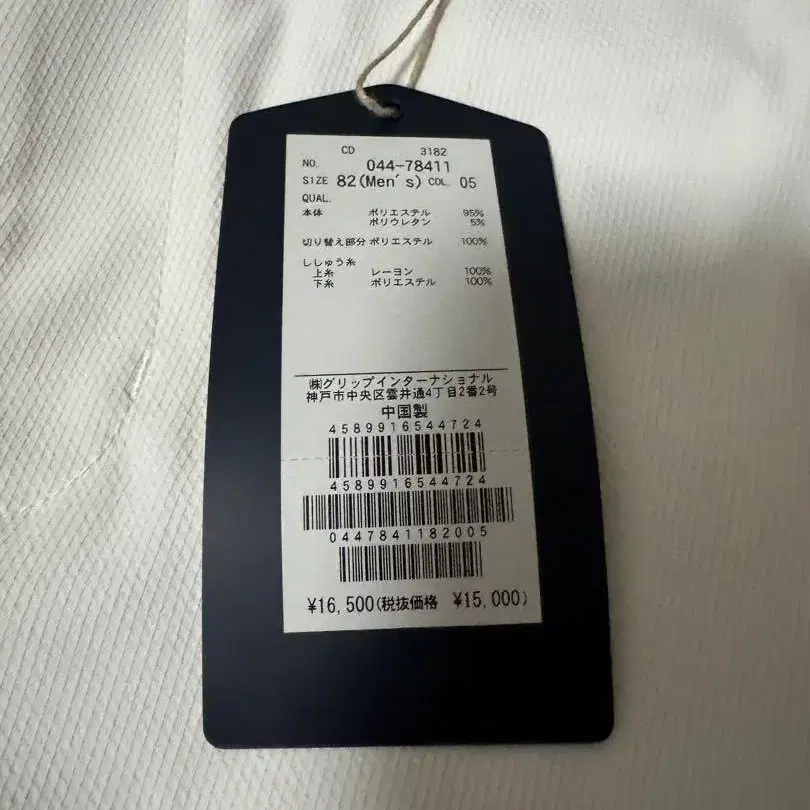 CD 3182
NO. 044-78411
SIZE 82(Men's) COL. 05
QUAL.
本体 ポリエステル 95%
ポリウレタン 5%
切り替え部分 ポリエステル 100%
ししゅう糸
上糸 レーヨン 100%
下糸 ポリエステル 100%
㈱グリップインターナショナル
神戸市中央区雲井通4丁目2番2号
中国製
4589916544724
4589916544724
0447841182005
¥16,500(税抜価格 ¥15,000)